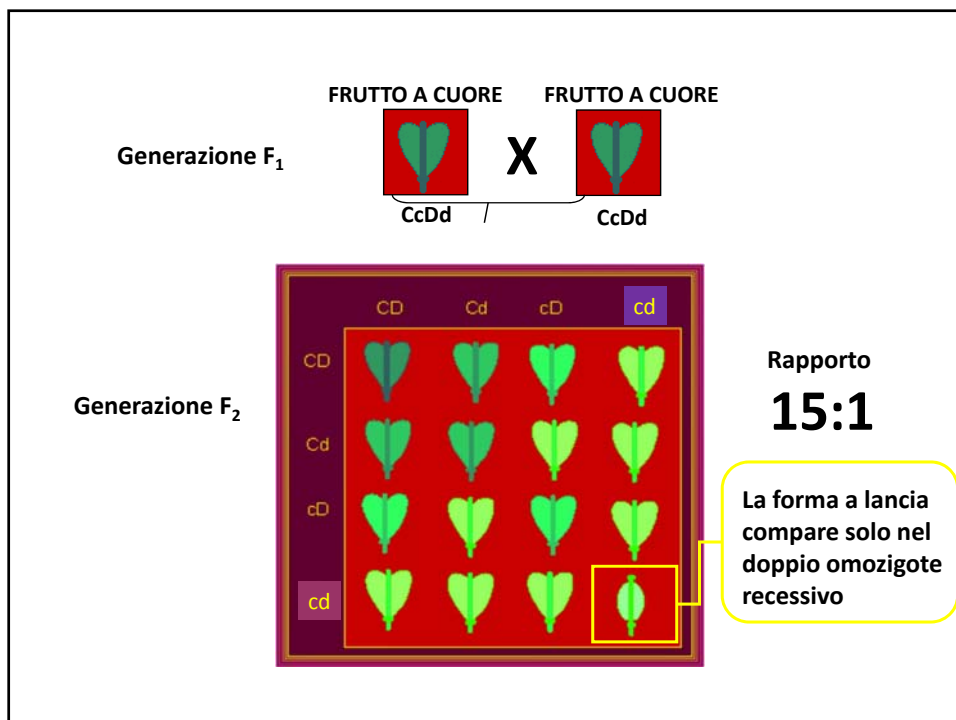 FRUTTO A CUORE FRUTTO A CUORE
Generazione F₁
X
CcDd
CcDd
CD Cd cD cd
CD
Cd
cD
cd
Generazione F₂
Rapporto
15:1
La forma a lancia
compare solo nel
doppio omozigote
recessivo